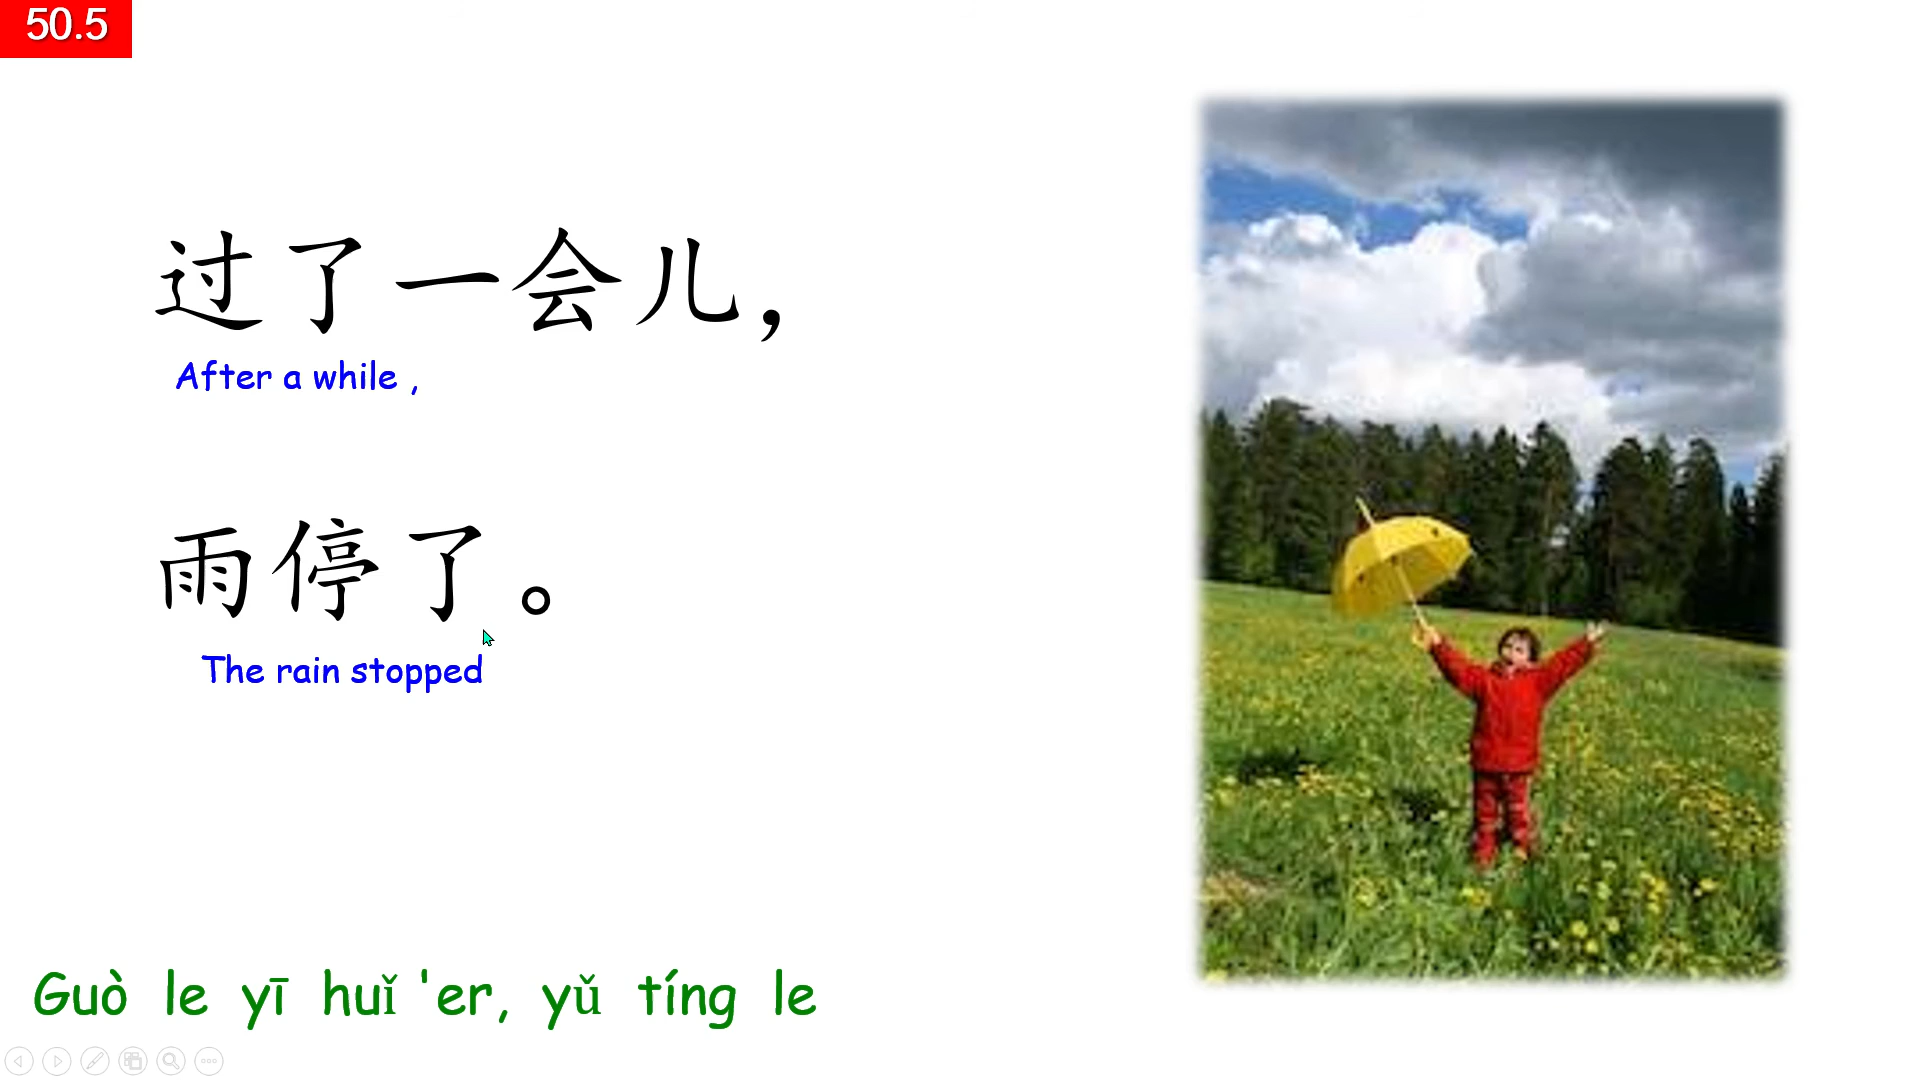 50.5
过了一会儿，
After a while ,
雨停了。
The rain stopped
Guò le yī huǐ 'er, yǔ tíng le